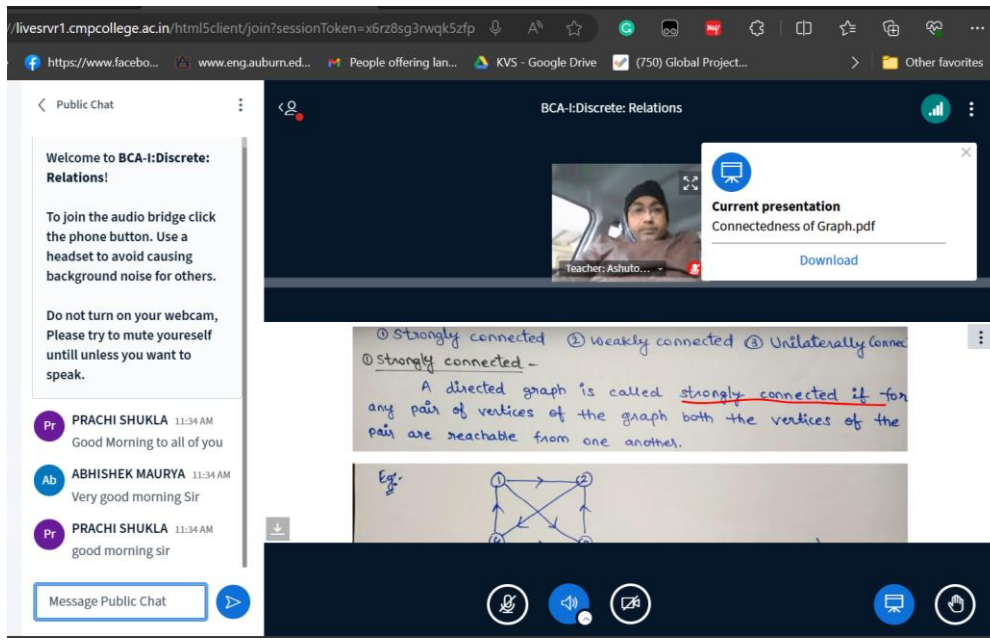 //livesrvr1.cmpcollege.ac.in/html5client/join?sessionToken=x6rz8sg3rwqk5zfp
https://www.facebo...
www.eng.auburn.ed...
People offering lan...
KVS - Google Drive
(750) Global Project...
Other favorites
Public Chat
Welcome to BCA-I:Discrete:
Relations!
To join the audio bridge click
the phone button. Use a
headset to avoid causing
background noise for others.
Do not turn on your webcam,
Please try to mute youreself
untill unless you want to
speak.
Pr
PRACHI SHUKLA 11:34 AM
Good Morning to all of you
Ab
ABHISHEK MAURYA 11:34 AM
Very good morning Sir
Pr
PRACHI SHUKLA 11:34 AM
good morning sir
Message Public Chat
BCA-I:Discrete: Relations
Teacher: Ashuto...
Current presentation
Connectedness of Graph.pdf
Download
① Strongly connected ② weakly connected ③ Unilaterally Connec
① Strongly connected -
A directed graph is called strongly connected if for
any pair of vertices of the graph both the vertices of the
pair are reachable from one another.
Eg:-
1 2
4